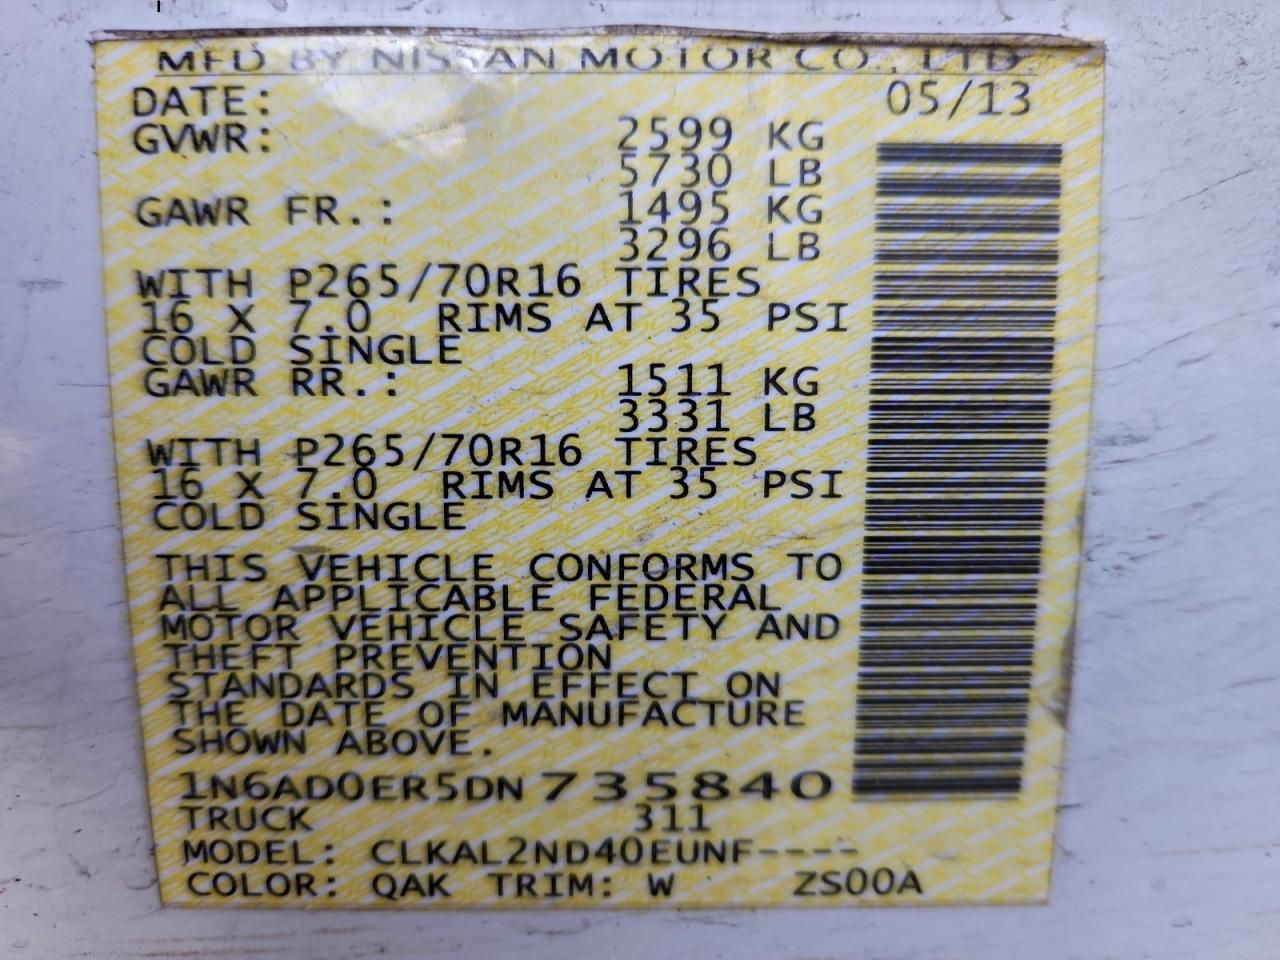 MFD BY NISSAN MOTOR CO., LTD.
DATE: 05/13
GVWR: 2599 KG
5730 LB
GAWR FR.: 1495 KG
3296 LB
WITH P265/70R16 TIRES
16 X 7.0 RIMS AT 35 PSI
COLD SINGLE
GAWR RR.: 1511 KG
3331 LB
WITH P265/70R16 TIRES
16 X 7.0 RIMS AT 35 PSI
COLD SINGLE
THIS VEHICLE CONFORMS TO
ALL APPLICABLE FEDERAL
MOTOR VEHICLE SAFETY AND
THEFT PREVENTION
STANDARDS IN EFFECT ON
THE DATE OF MANUFACTURE
SHOWN ABOVE.
1N6AD0ER5DN735840
TRUCK 311
MODEL: CLKAL2ND40EUNF----
COLOR: QAK TRIM: W ZS00A